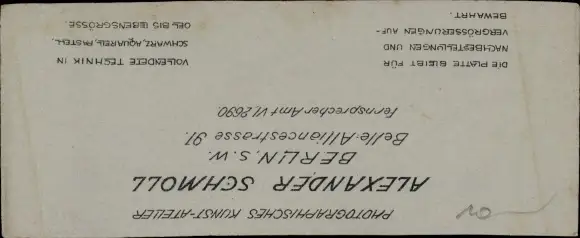 PHOTOGRAPHISCHES KUNST-ATELIER
ALEXANDER SCHMOLL
BERLIN, S.W.
Belle-Alliancestrasse 91.
Fernsprecher Amt VI, 2690.
DIE PLATTE BLEIBT FÜR
NACHBESTELLUNGEN UND
VERGRÖSSERUNGEN AUF-
BEWAHRT.
VOLLENDETE TECHNIK IN
SCHWARZ, AQUARELL, PASTELL,
OEL BIS LEBENSGRÖSSE.